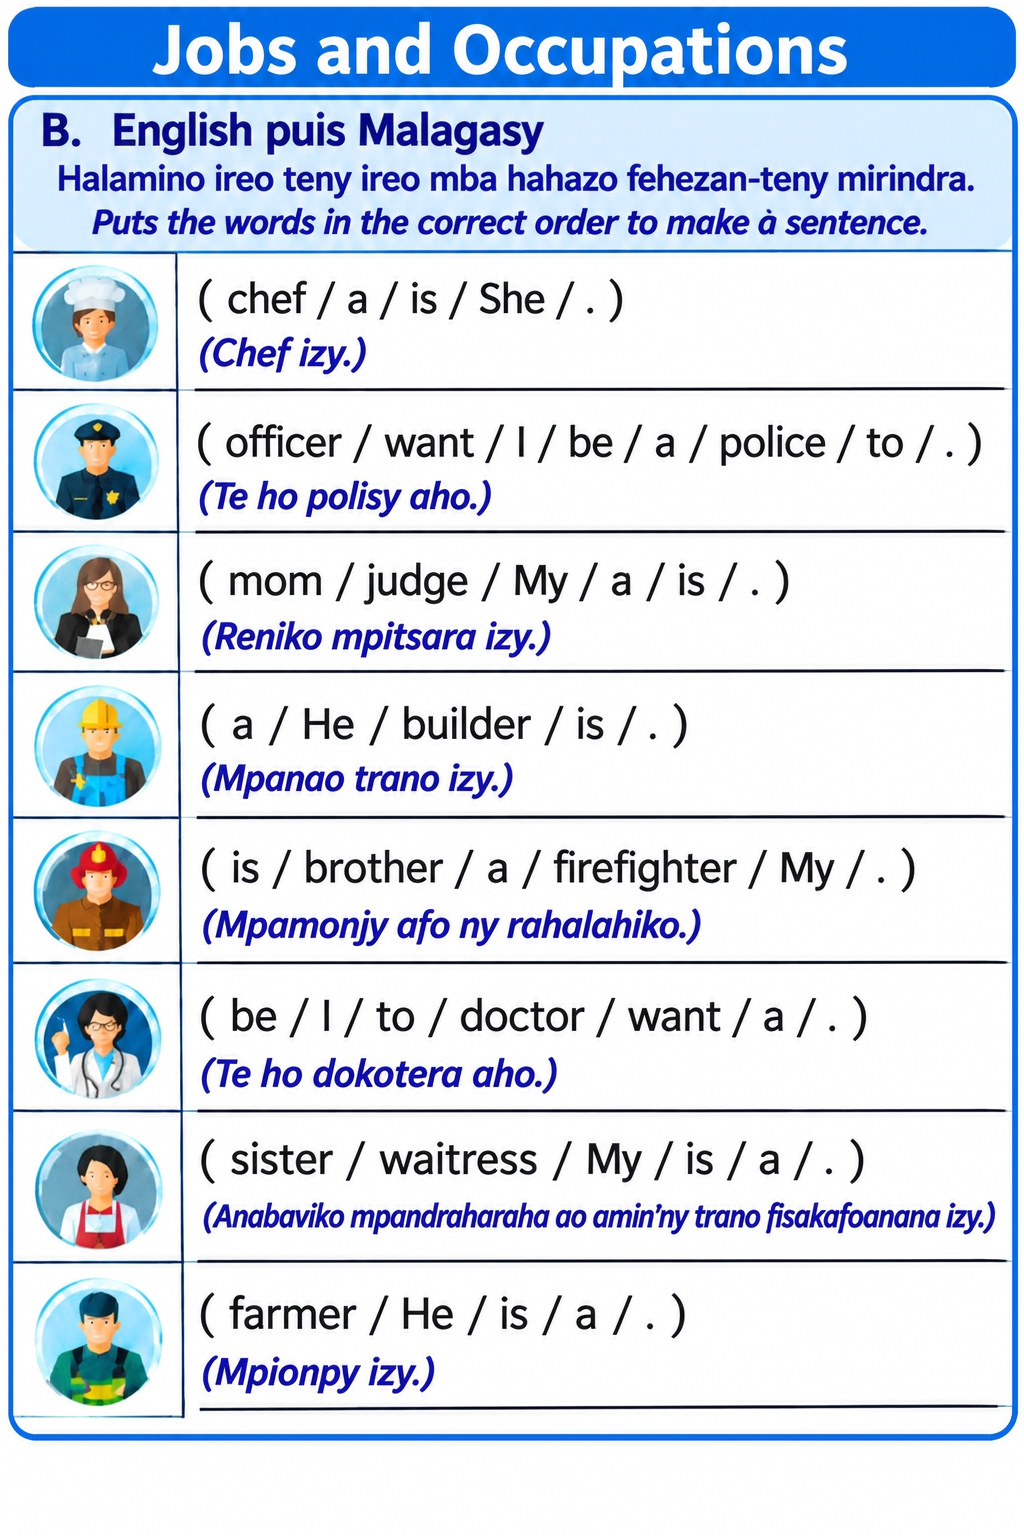 Jobs and Occupations
B. English puis Malagasy
Halamino ireo teny ireo mba hahazo fehezan-teny mirindra.
Puts the words in the correct order to make à sentence.
( chef / a / is / She / . )
(Chef izy.)
( officer / want / I / be / a / police / to / . )
(Te ho polisy aho.)
( mom / judge / My / a / is / . )
(Reniko mpitsara izy.)
( a / He / builder / is / . )
(Mpanao trano izy.)
( is / brother / a / firefighter / My / . )
(Mpamonjy afo ny rahalahiko.)
( be / I / to / doctor / want / a / . )
(Te ho dokotera aho.)
( sister / waitress / My / is / a / . )
(Anabaviko mpandraharaha ao amin’ny trano fisakafoanana izy.)
( farmer / He / is / a / . )
(Mpionpy izy.)